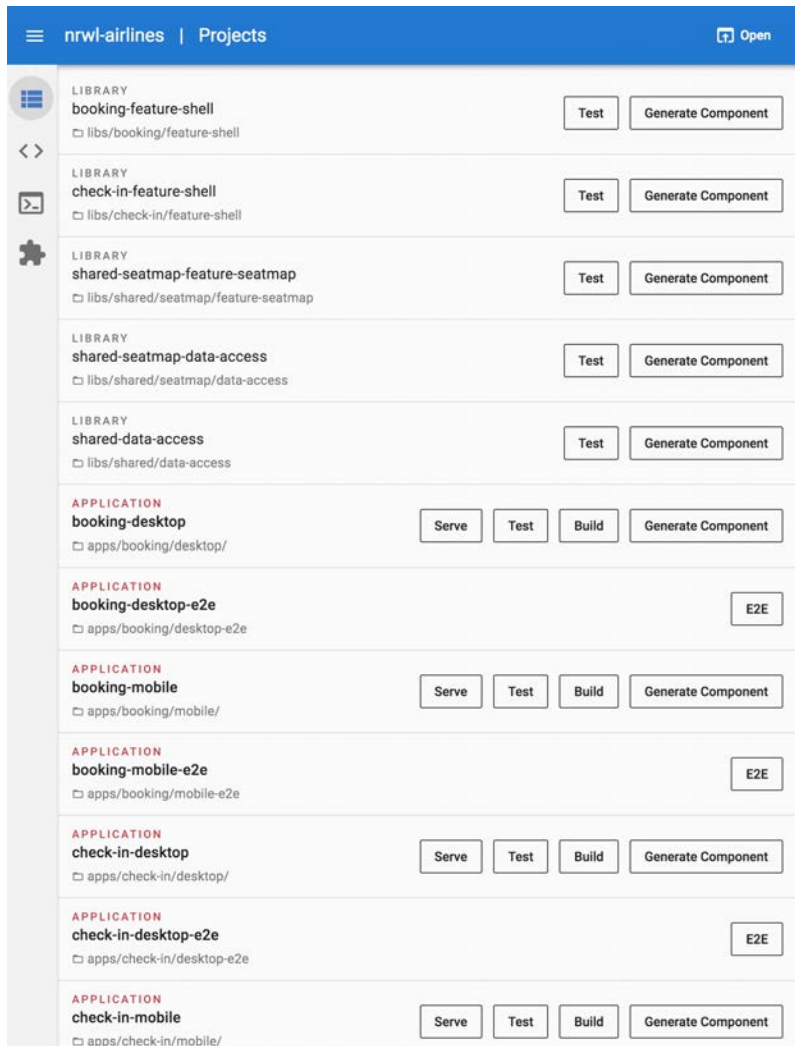 nrwl-airlines | Projects Open
LIBRARY
booking-feature-shell
libs/booking/feature-shell
Test Generate Component
LIBRARY
check-in-feature-shell
libs/check-in/feature-shell
Test Generate Component
LIBRARY
shared-seatmap-feature-seatmap
libs/shared/seatmap/feature-seatmap
Test Generate Component
LIBRARY
shared-seatmap-data-access
libs/shared/seatmap/data-access
Test Generate Component
LIBRARY
shared-data-access
libs/shared/data-access
Test Generate Component
APPLICATION
booking-desktop
apps/booking/desktop/
Serve Test Build Generate Component
APPLICATION
booking-desktop-e2e
apps/booking/desktop-e2e
E2E
APPLICATION
booking-mobile
apps/booking/mobile/
Serve Test Build Generate Component
APPLICATION
booking-mobile-e2e
apps/booking/mobile-e2e
E2E
APPLICATION
check-in-desktop
apps/check-in/desktop/
Serve Test Build Generate Component
APPLICATION
check-in-desktop-e2e
apps/check-in/desktop-e2e
E2E
APPLICATION
check-in-mobile
apps/check-in/mobile/
Serve Test Build Generate Component